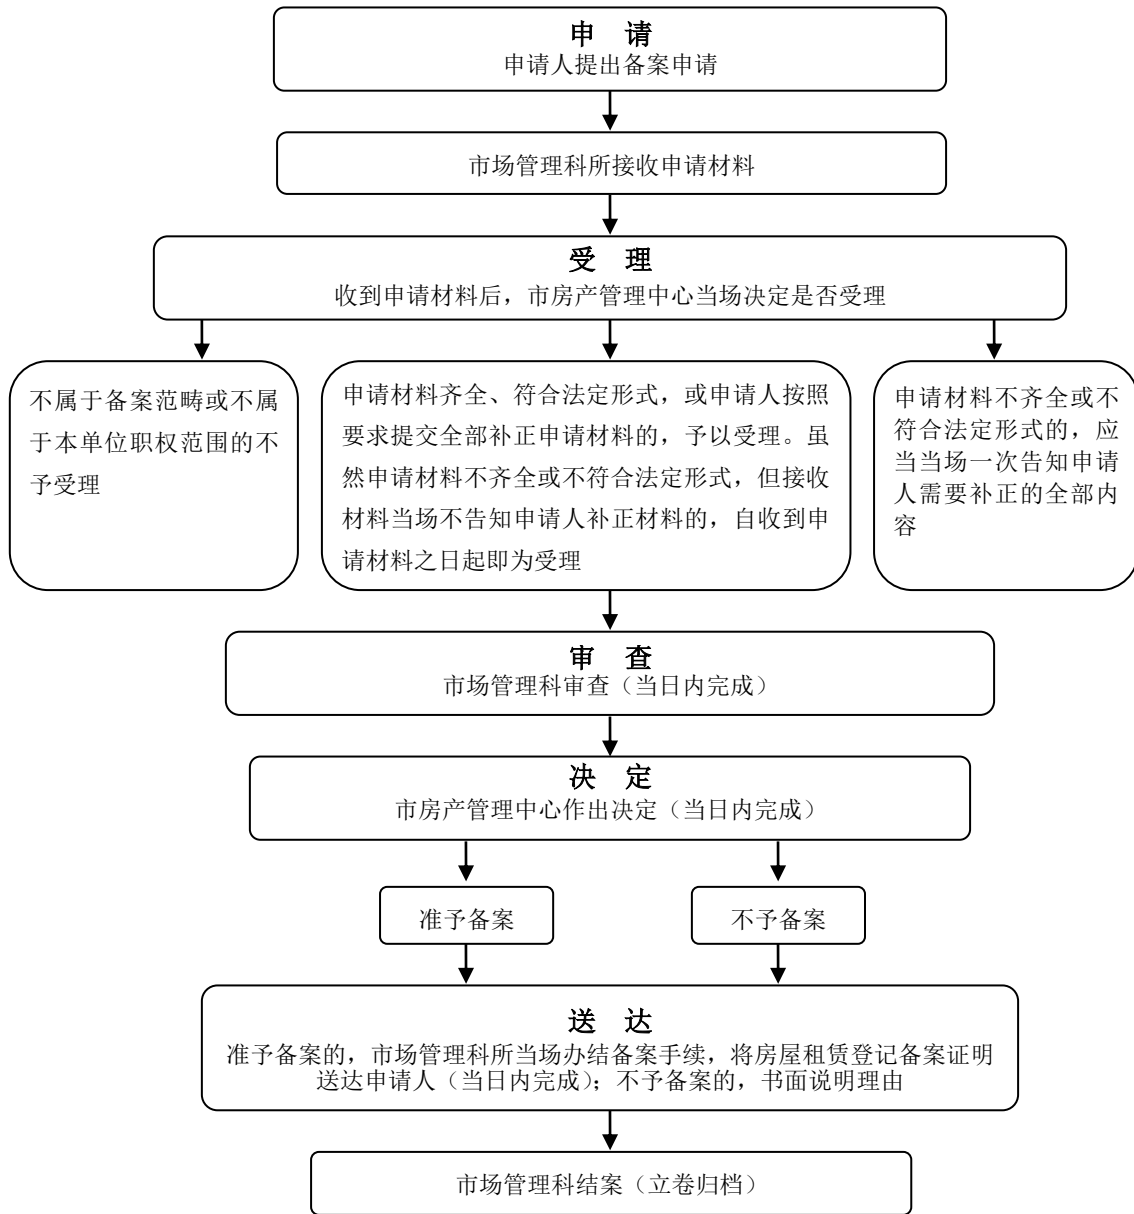 申 请
申请人提出备案申请
市场管理科所接收申请材料
受 理
收到申请材料后，市房产管理中心当场决定是否受理
不属于备案范畴或不属
于本单位职权范围的不
予受理
申请材料齐全、符合法定形式，或申请人按照
要求提交全部补正申请材料的，予以受理。虽
然申请材料不齐全或不符合法定形式，但接收
材料当场不告知申请人补正材料的，自收到申
请材料之日起即为受理
申请材料不齐全或不
符合法定形式的，应
当当场一次告知申请
人需要补正的全部内
容
审 查
市场管理科审查（当日内完成）
决 定
市房产管理中心作出决定（当日内完成）
准予备案
不予备案
送 达
准予备案的，市场管理科所当场办结备案手续，将房屋租赁登记备案证明
送达申请人（当日内完成）；不予备案的，书面说明理由
市场管理科结案（立卷归档）